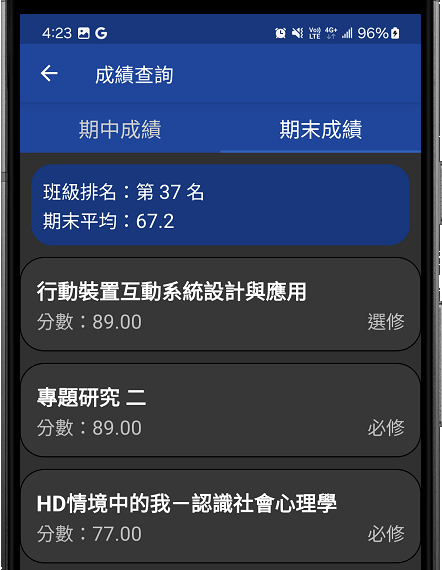 4:23 G Vo) 4G+ 96%
LTE
成績查詢
期中成績 期末成績
班級排名：第 37 名
期末平均：67.2
行動裝置互動系統設計與應用
分數：89.00 選修
專題研究 二
分數：89.00 必修
HD情境中的我－認識社會心理學
分數：77.00 必修